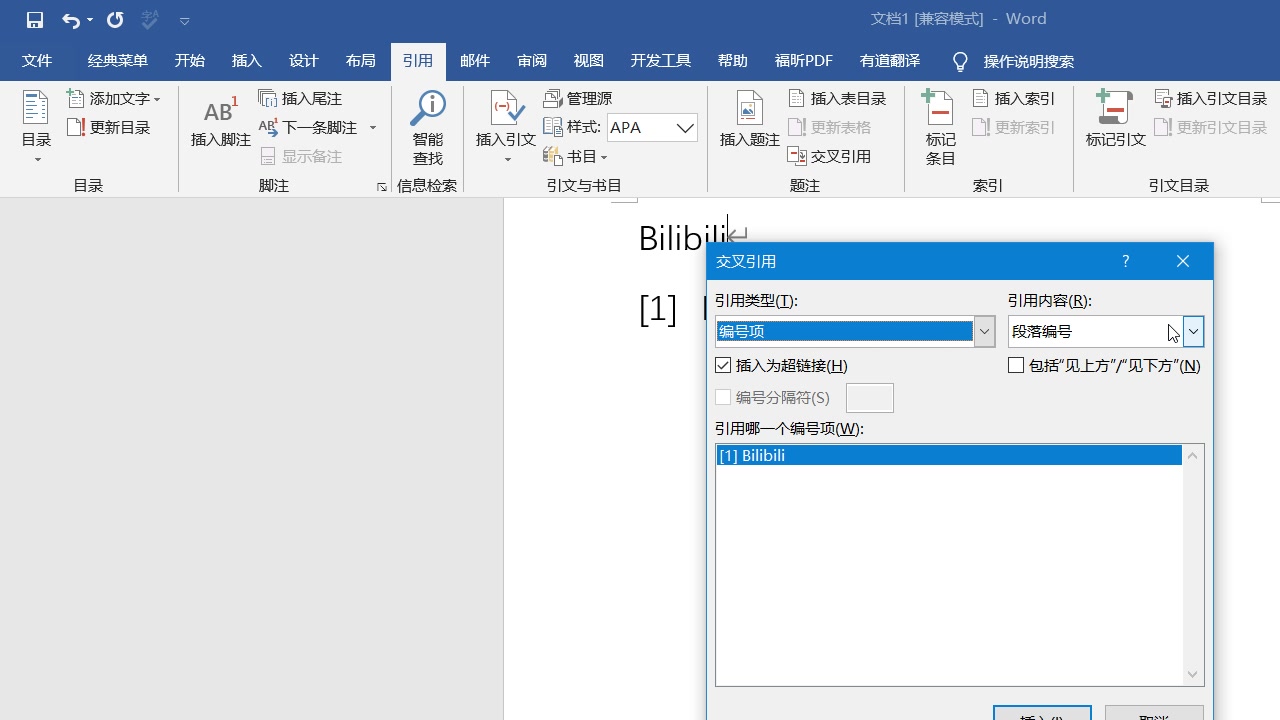 文档1 [兼容模式] - Word
文件 经典菜单 开始 插入 设计 布局 引用 邮件 审阅 视图 开发工具 帮助 福昕PDF 有道翻译 操作说明搜索
目录
添加文字
更新目录
目录
AB1
插入脚注
插入尾注
下一条脚注
显示备注
脚注
智能
查找
信息检索
插入引文
管理源
样式: APA
书目
引文与书目
插入题注
插入表目录
更新表格
交叉引用
题注
标记
条目
插入索引
更新索引
索引
标记引文
插入引文目录
更新引文目录
引文目录
Bilibili
[1]
交叉引用 ?
引用类型(T): 引用内容(R):
编号项 段落编号
插入为超链接(H) 包括“见上方”/“见下方”(N)
编号分隔符(S)
引用哪一个编号项(W):
[1] Bilibili
插入(I) 取消